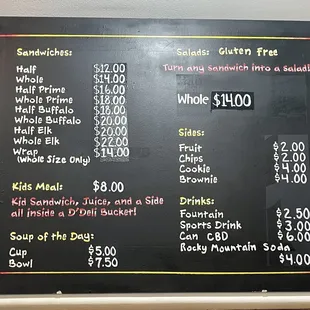 Sandwiches:
Half $12.00
Whole $14.00
Half Prime $16.00
Whole Prime $18.00
Half Buffalo $18.00
Whole Buffalo $20.00
Half Elk $20.00
Whole Elk $22.00
Wrap $14.00
(Whole Size Only)
Kids Meal: $8.00
Kid Sandwich, Juice, and a Side
all inside a D'Deli Bucket!
Soup of the Day:
Cup $5.00
Bowl $7.50
Salads: Gluten free
Turn any sandwich into a salad!
Whole $14.00
Sides:
Fruit $2.00
Chips $2.00
Cookie $4.00
Brownie $4.00
Drinks:
Fountain $2.50
Sports Drink $3.00
Can CBD $6.00
Rocky Mountain Soda
$4.00